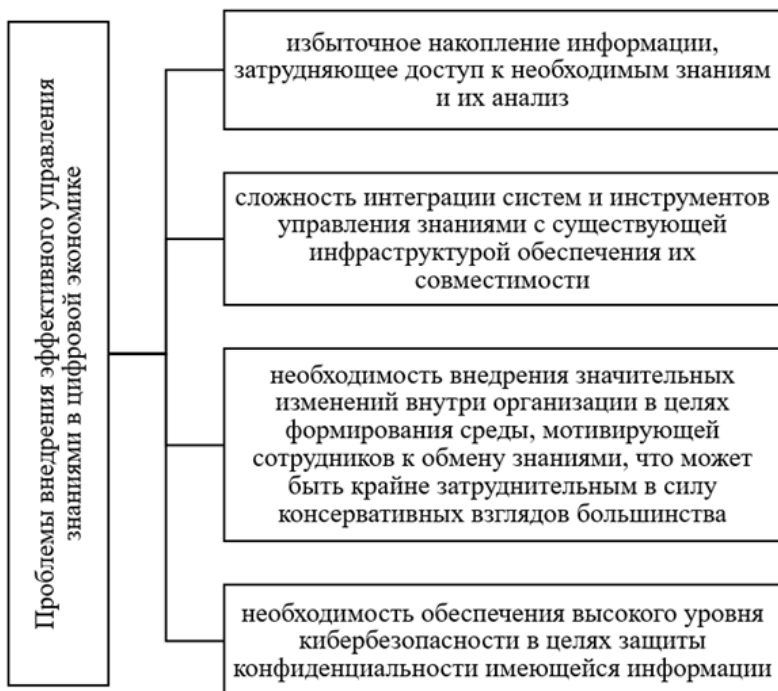 Проблемы внедрения эффективного управления
знаниями в цифровой экономике
избыточное накопление информации,
затрудняющее доступ к необходимым знаниям
и их анализ
сложность интеграции систем и инструментов
управления знаниями с существующей
инфраструктурой обеспечения их
совместимости
необходимость внедрения значительных
изменений внутри организации в целях
формирования среды, мотивирующей
сотрудников к обмену знаниями, что может
быть крайне затруднительным в силу
консервативных взглядов большинства
необходимость обеспечения высокого уровня
кибербезопасности в целях защиты
конфиденциальности имеющейся информации